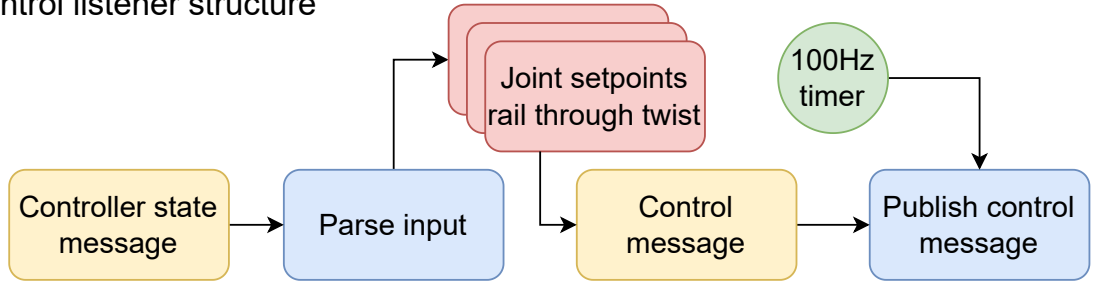 ntrol listener structure
Joint setpoints
rail through twist
100Hz
timer
Controller state
message
Parse input
Control
message
Publish control
message